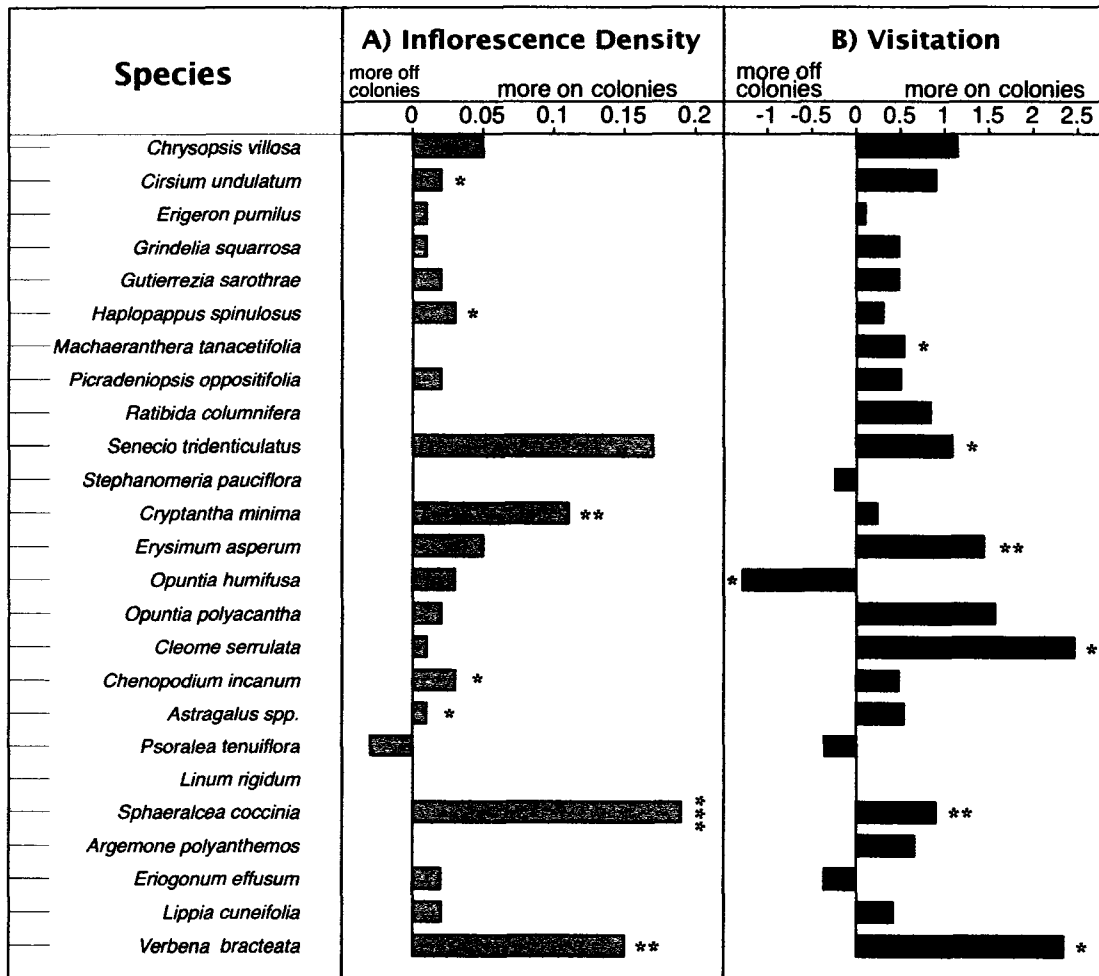 Species
A) Inflorescence Density
B) Visitation
more off
colonies
more on colonies
more off
colonies
more on colonies
0 0.05 0.1 0.15 0.2
-1 -0.5 0 0.5 1 1.5 2 2.5
Chrysopsis villosa
Cirsium undulatum *
Erigeron pumilus
Grindelia squarrosa
Gutierrezia sarothrae
Haplopappus spinulosus *
Machaeranthera tanacetifolia *
Picradeniopsis oppositifolia
Ratibida columnifera
Senecio tridenticulatus *
Stephanomeria pauciflora
Cryptantha minima **
Erysimum asperum **
Opuntia humifusa *
Opuntia polyacantha
Cleome serrulata *
Chenopodium incanum *
Astragalus spp. *
Psoralea tenuiflora
Linum rigidum
Sphaeralcea coccinia *** **
Argemone polyanthemos
Eriogonum effusum
Lippia cuneifolia
Verbena bracteata ** *